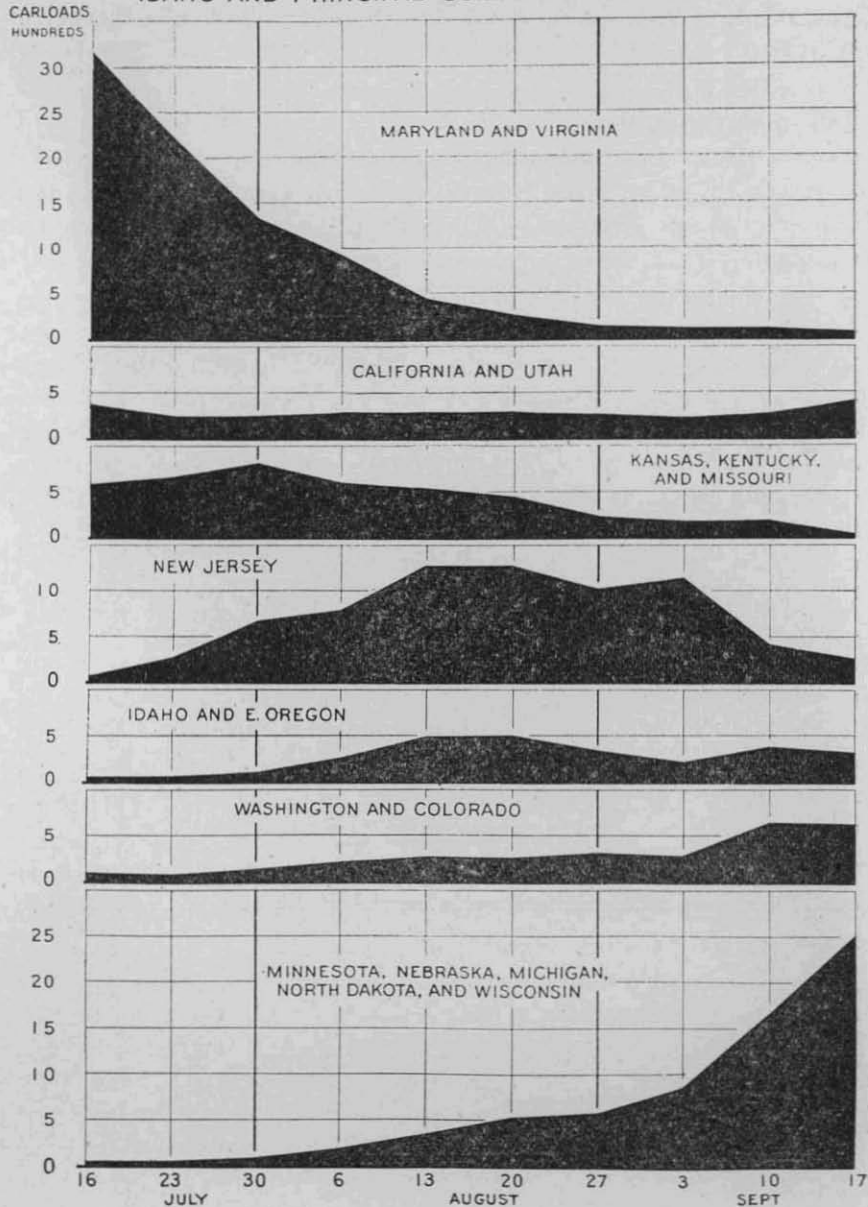 IDAHO AND
CARLOADS
HUNDREDS
30
25
20
15
10
5
0
MARYLAND AND VIRGINIA
5
0
CALIFORNIA AND UTAH
5
0
KANSAS, KENTUCKY,
AND MISSOURI
10
5
0
NEW JERSEY
5
0
IDAHO AND E. OREGON
5
0
WASHINGTON AND COLORADO
25
20
15
10
5
0
MINNESOTA, NEBRASKA, MICHIGAN,
NORTH DAKOTA, AND WISCONSIN
16 23 30 6 13 20 27 3 10 17
JULY AUGUST SEPT